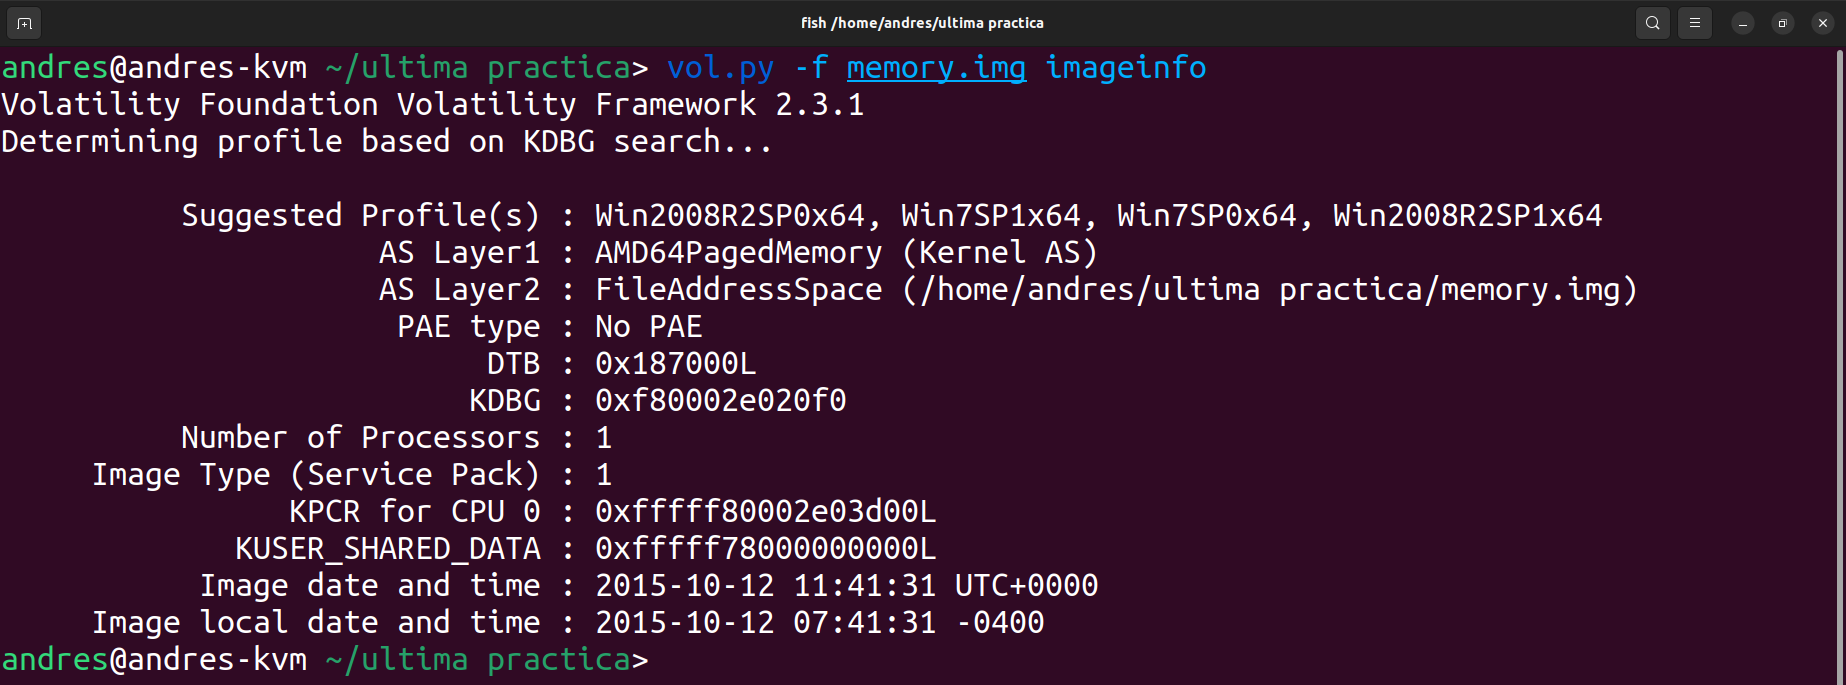 fish /home/andres/ultima practica
andres@andres-kvm ~/ultima practica> vol.py -f memory.img imageinfo
Volatility Foundation Volatility Framework 2.3.1
Determining profile based on KDBG search...
Suggested Profile(s) : Win2008R2SP0x64, Win7SP1x64, Win7SP0x64, Win2008R2SP1x64
AS Layer1 : AMD64PagedMemory (Kernel AS)
AS Layer2 : FileAddressSpace (/home/andres/ultima practica/memory.img)
PAE type : No PAE
DTB : 0x187000L
KDBG : 0xf80002e020f0
Number of Processors : 1
Image Type (Service Pack) : 1
KPCR for CPU 0 : 0xfffff80002e03d00L
KUSER_SHARED_DATA : 0xfffff78000000000L
Image date and time : 2015-10-12 11:41:31 UTC+0000
Image local date and time : 2015-10-12 07:41:31 -0400
andres@andres-kvm ~/ultima practica>